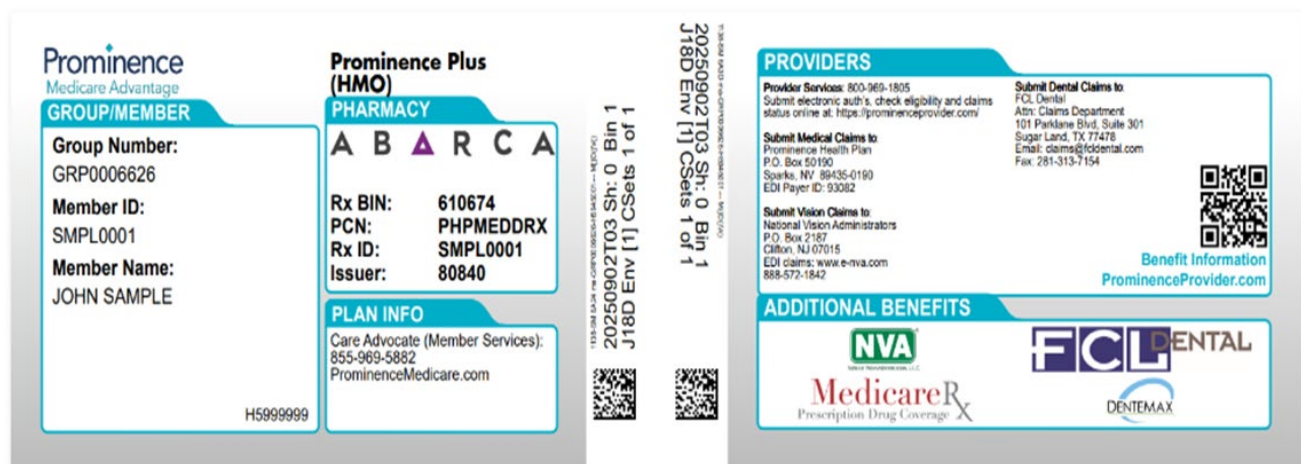 Prominence
Medicare Advantage
Prominence Plus
(HMO)
GROUP/MEMBER
Group Number:
GRP0006626
Member ID:
SMPL0001
Member Name:
JOHN SAMPLE
H5999999
PHARMACY
ABARCA
Rx BIN: 610674
PCN: PHPMEDDRX
Rx ID: SMPL0001
Issuer: 80840
PLAN INFO
Care Advocate (Member Services):
855-969-5882
ProminenceMedicare.com
20250902T03 Sh: 0 Bin 1
J18D Env [1] CSets 1 of 1
20250902T03 Sh: 0 Bin 1
J18D Env [1] CSets 1 of 1
PROVIDERS
Provider Services: 800-969-1805
Submit electronic auth's, check eligibility and claims
status online at: https://prominenceprovider.com/
Submit Medical Claims to:
Prominence Health Plan
P.O. Box 50190
Sparks, NV 89435-0190
EDI Payer ID: 93082
Submit Vision Claims to:
National Vision Administrators
P.O. Box 2187
Clifton, NJ 07015
EDI claims: www.e-nva.com
888-572-1842
Submit Dental Claims to:
FCL Dental
Attn: Claims Department
101 Parklane Blvd, Suite 301
Sugar Land, TX 77478
Email: claims@fcldental.com
Fax: 281-313-7154
Benefit Information
ProminenceProvider.com
ADDITIONAL BENEFITS
NVA
FCL DENTAL
MedicareRx
Prescription Drug Coverage
DENTEMAX